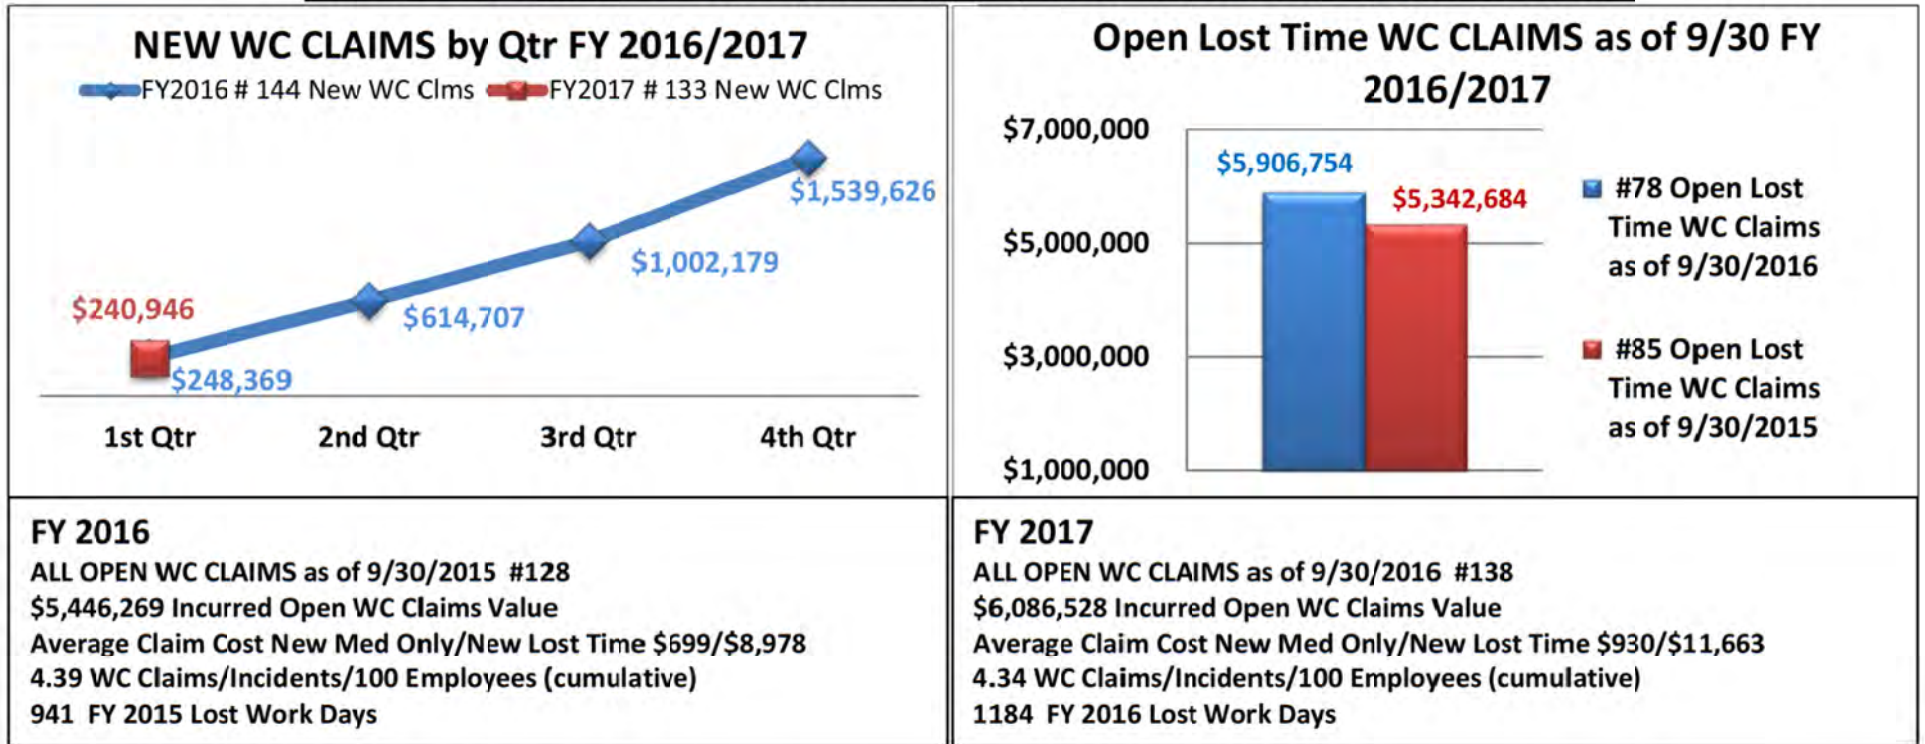 NEW WC CLAIMS by Qtr FY 2016/2017
FY2016 # 144 New WC Clms FY2017 # 133 New WC Clms
$1,539,626
$1,002,179
$240,946
$614,707
$248,369
1st Qtr 2nd Qtr 3rd Qtr 4th Qtr
Open Lost Time WC CLAIMS as of 9/30 FY
2016/2017
$7,000,000
$5,000,000
$3,000,000
$1,000,000
$5,906,754
$5,342,684
#78 Open Lost
Time WC Claims
as of 9/30/2016
#85 Open Lost
Time WC Claims
as of 9/30/2015
FY 2016
ALL OPEN WC CLAIMS as of 9/30/2015 #128
$5,446,269 Incurred Open WC Claims Value
Average Claim Cost New Med Only/New Lost Time $699/$8,978
4.39 WC Claims/Incidents/100 Employees (cumulative)
941 FY 2015 Lost Work Days
FY 2017
ALL OPEN WC CLAIMS as of 9/30/2016 #138
$6,086,528 Incurred Open WC Claims Value
Average Claim Cost New Med Only/New Lost Time $930/$11,663
4.34 WC Claims/Incidents/100 Employees (cumulative)
1184 FY 2016 Lost Work Days